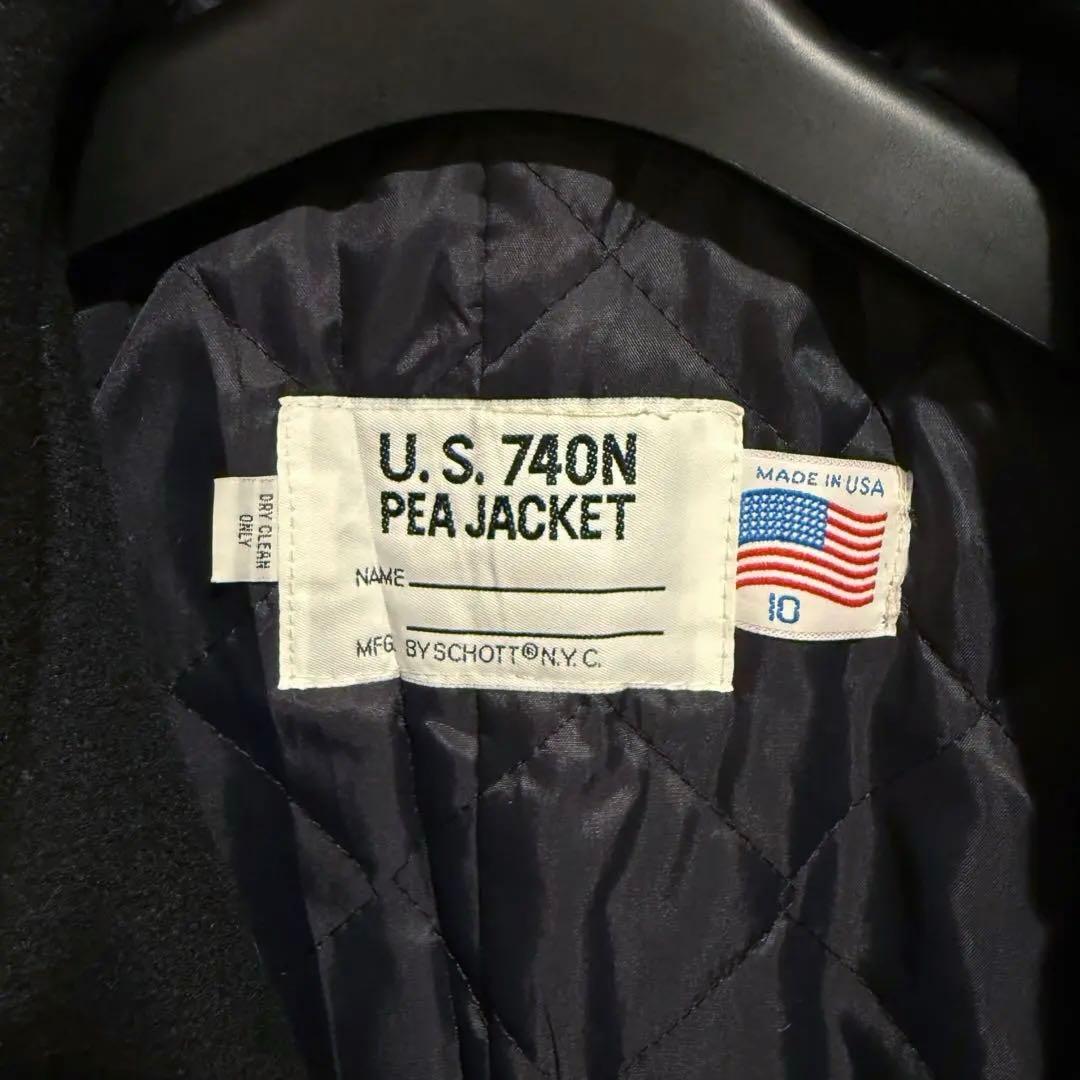 U.S. 740N
PEA JACKET
NAME
MFG. BY SCHOTT® N.Y.C.
DRY CLEAN
ONLY
MADE IN USA
10